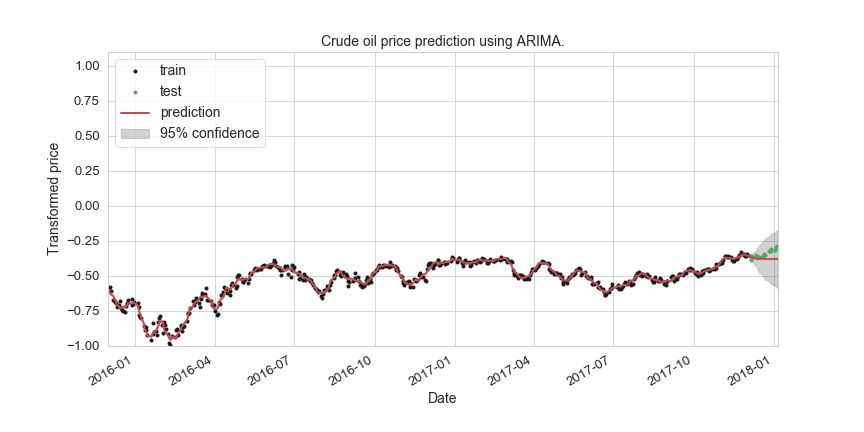 Crude oil price prediction using ARIMA.
train
test
prediction
95% confidence
1.00
0.75
0.50
0.25
0.00
−0.25
−0.50
−0.75
−1.00
Transformed price
2016-01
2016-04
2016-07
2016-10
2017-01
2017-04
2017-07
2017-10
2018-01
Date